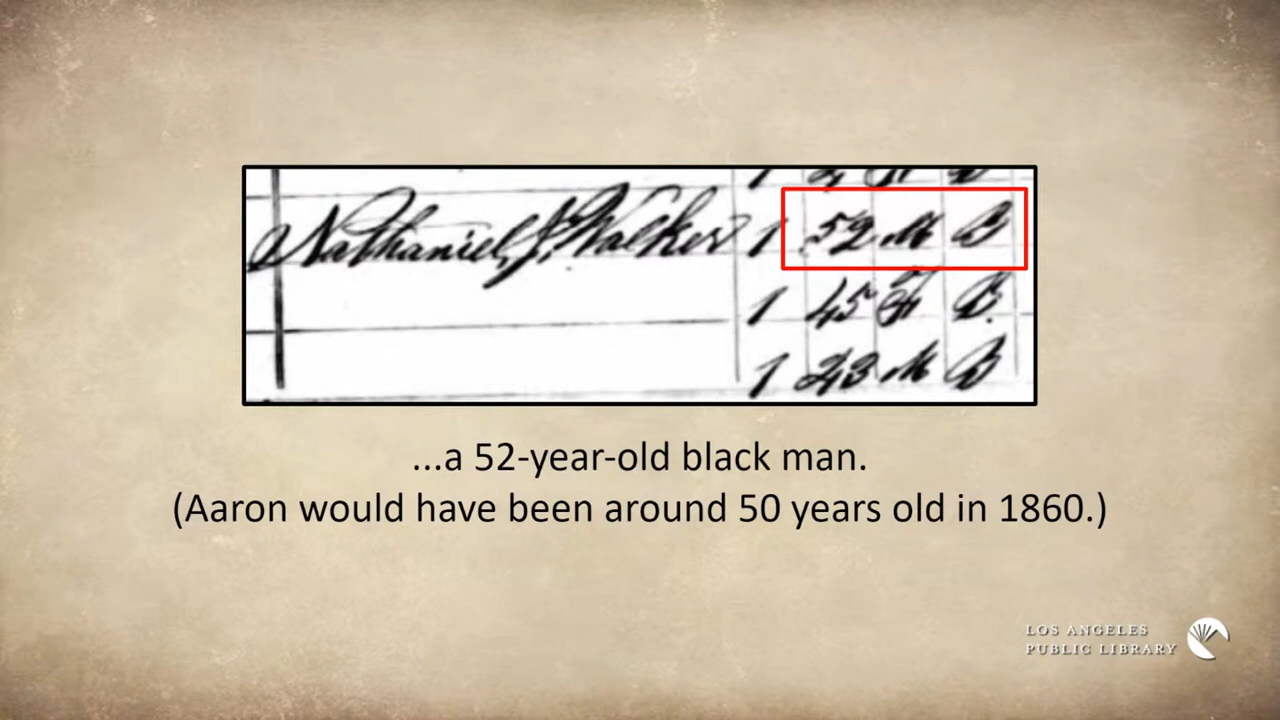 Nathaniel J. Walker 1 52 M B
1 45 F B
1 23 M B
...a 52-year-old black man.
(Aaron would have been around 50 years old in 1860.)
LOS ANGELES
PUBLIC LIBRARY